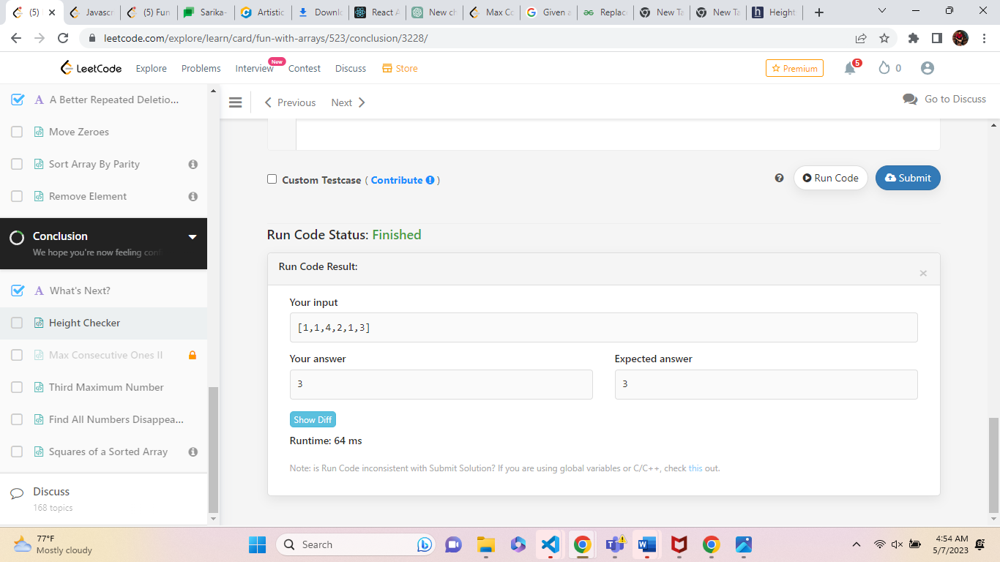 (5)
Javascr
(5) Fun
Sarika-
Artistic
Downlo
React A
New ch
Max Co
Given a
Replac
New Ta
New Ta
Height
leetcode.com/explore/learn/card/fun-with-arrays/523/conclusion/3228/
LeetCode Explore Problems Interview New Contest Discuss Store Premium 5 0
A A Better Repeated Deletio...
Previous Next Go to Discuss
Move Zeroes
Sort Array By Parity
Remove Element
Custom Testcase ( Contribute )
? Run Code Submit
Conclusion
We hope you're now feeling conf
Run Code Status: Finished
Run Code Result: ×
A What's Next?
Height Checker
Max Consecutive Ones II
Third Maximum Number
Find All Numbers Disappea...
Squares of a Sorted Array
Your input
[1,1,4,2,1,3]
Your answer Expected answer
3 3
Show Diff
Runtime: 64 ms
Note: is Run Code inconsistent with Submit Solution? If you are using global variables or C/C++, check this out.
Discuss
168 topics
77°F
Mostly cloudy
Search
4:54 AM
5/7/2023